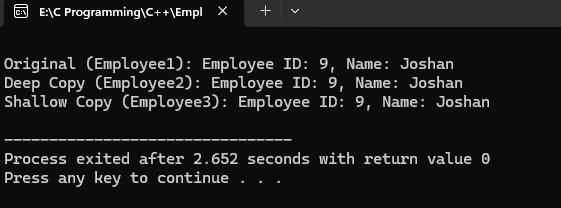 E:\C Programming\C++\Empl
Original (Employee1): Employee ID: 9, Name: Joshan
Deep Copy (Employee2): Employee ID: 9, Name: Joshan
Shallow Copy (Employee3): Employee ID: 9, Name: Joshan
--------------------------------
Process exited after 2.652 seconds with return value 0
Press any key to continue . . .